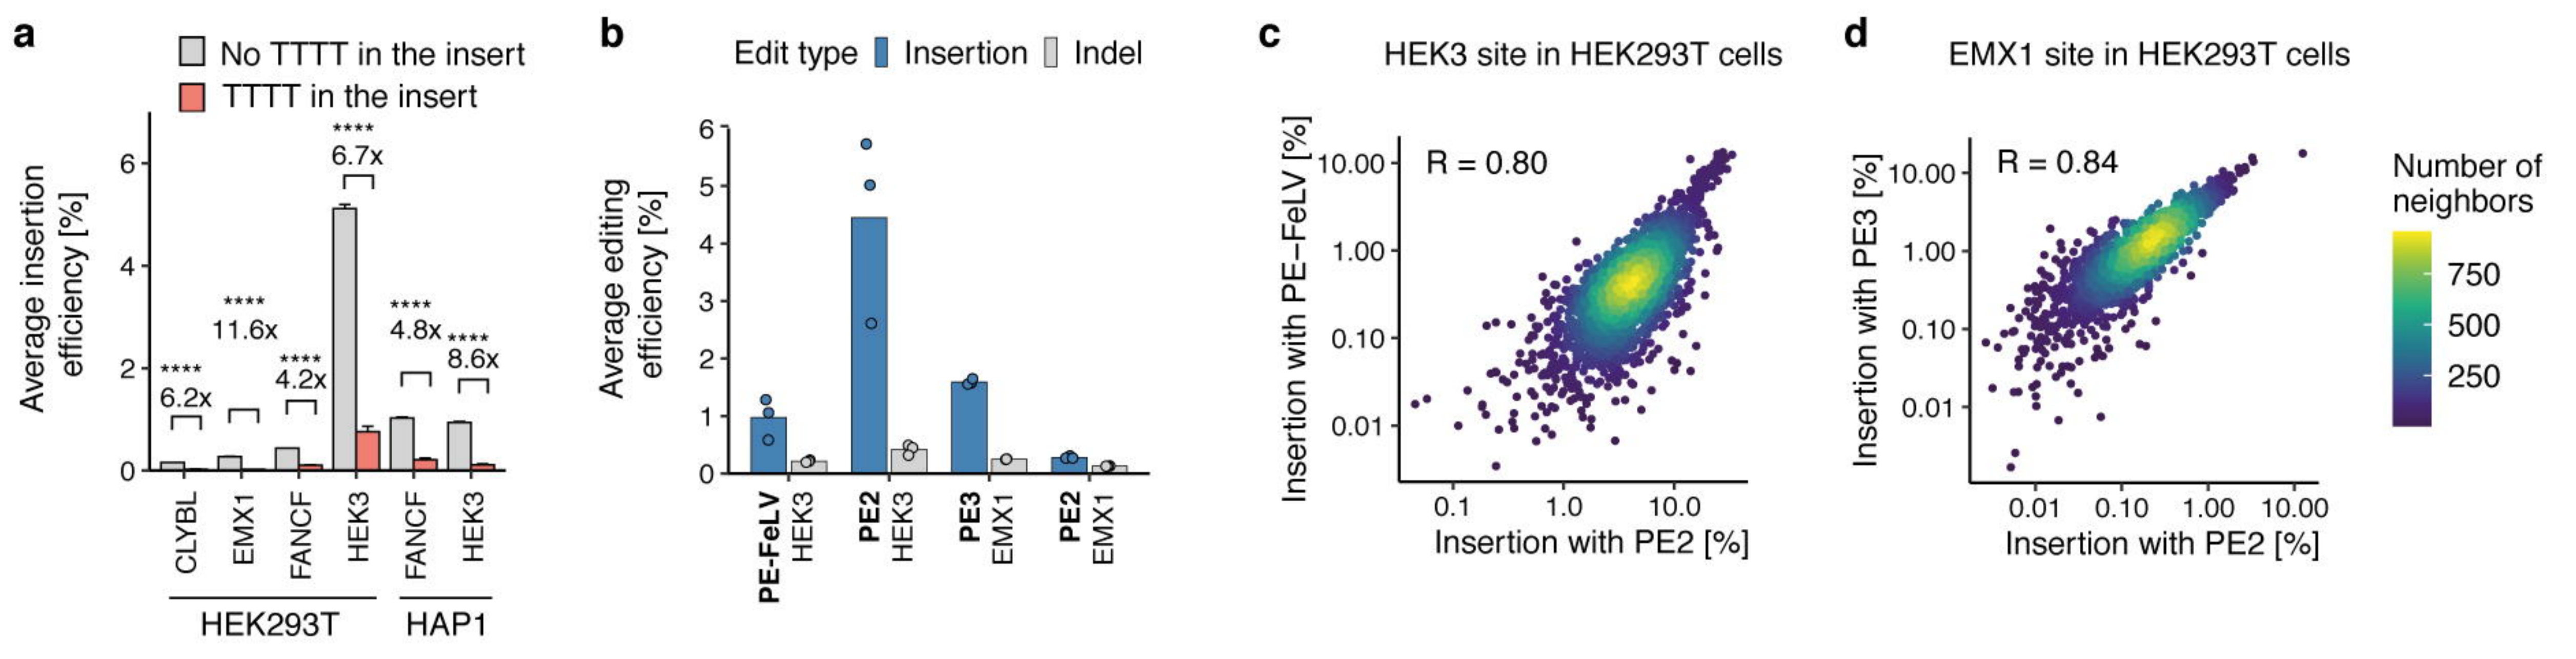 a
No TTTT in the insert
TTTT in the insert
Average insertion
efficiency [%]
6
4
2
0
****
6.2x
****
11.6x
****
4.2x
****
6.7x
****
4.8x
****
8.6x
CLYBL
EMX1
FANCF
HEK3
FANCF
HEK3
HEK293T
HAP1
b
Edit type
Insertion
Indel
Average editing
efficiency [%]
6
5
4
3
2
1
0
PE-FeLV
HEK3
PE2
HEK3
PE3
EMX1
PE2
EMX1
c
HEK3 site in HEK293T cells
Insertion with PE−FeLV [%]
10.00
1.00
0.10
0.01
R = 0.80
0.1
1.0
10.0
Insertion with PE2 [%]
d
EMX1 site in HEK293T cells
Insertion with PE3 [%]
10.00
1.00
0.10
0.01
R = 0.84
0.01
0.10
1.00
10.00
Insertion with PE2 [%]
Number of
neighbors
750
500
250